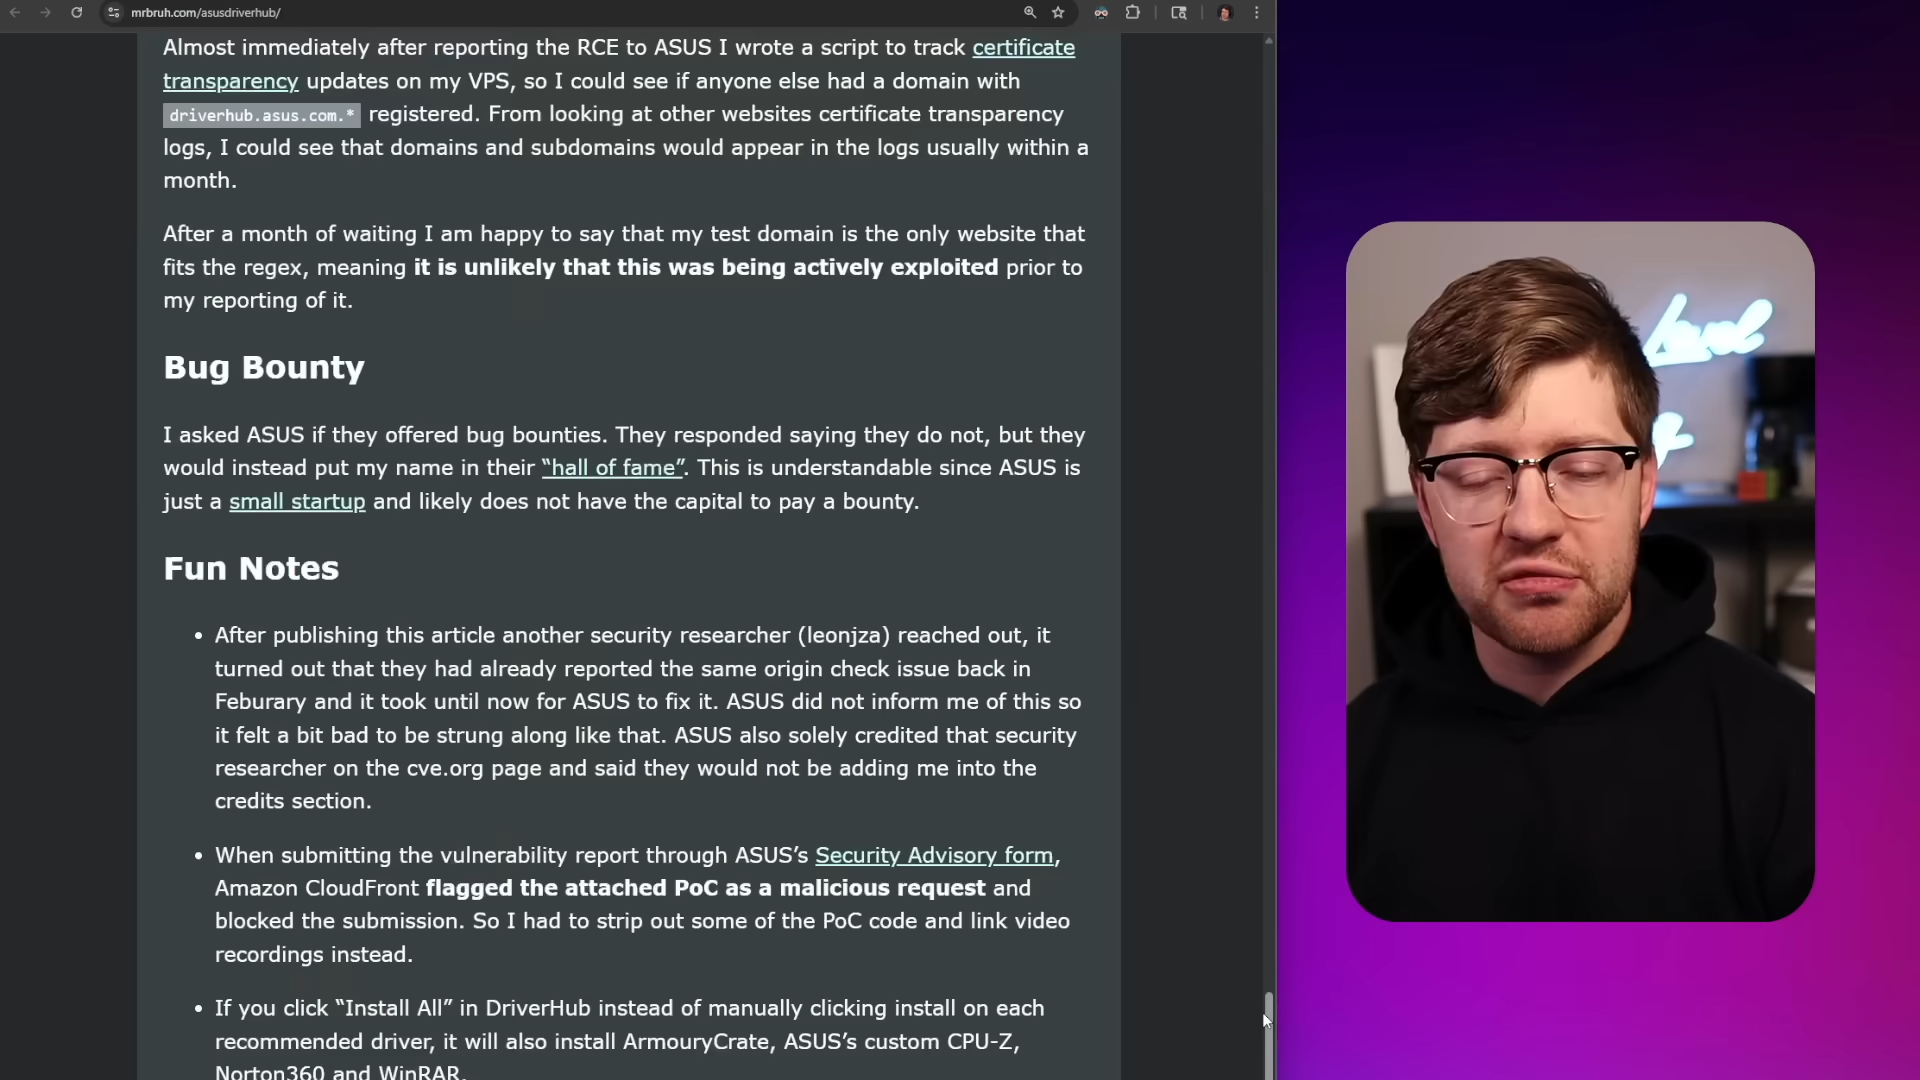 mrbruh.com/asusdriverhub/
Almost immediately after reporting the RCE to ASUS I wrote a script to track certificate
transparency updates on my VPS, so I could see if anyone else had a domain with
driverhub.asus.com.* registered. From looking at other websites certificate transparency
logs, I could see that domains and subdomains would appear in the logs usually within a
month.
After a month of waiting I am happy to say that my test domain is the only website that
fits the regex, meaning it is unlikely that this was being actively exploited prior to
my reporting of it.
Bug Bounty
I asked ASUS if they offered bug bounties. They responded saying they do not, but they
would instead put my name in their “hall of fame”. This is understandable since ASUS is
just a small startup and likely does not have the capital to pay a bounty.
Fun Notes
• After publishing this article another security researcher (leonjza) reached out, it
turned out that they had already reported the same origin check issue back in
Feburary and it took until now for ASUS to fix it. ASUS did not inform me of this so
it felt a bit bad to be strung along like that. ASUS also solely credited that security
researcher on the cve.org page and said they would not be adding me into the
credits section.
• When submitting the vulnerability report through ASUS’s Security Advisory form,
Amazon CloudFront flagged the attached PoC as a malicious request and
blocked the submission. So I had to strip out some of the PoC code and link video
recordings instead.
• If you click “Install All” in DriverHub instead of manually clicking install on each
recommended driver, it will also install ArmouryCrate, ASUS’s custom CPU-Z,
Norton360 and WinRAR.